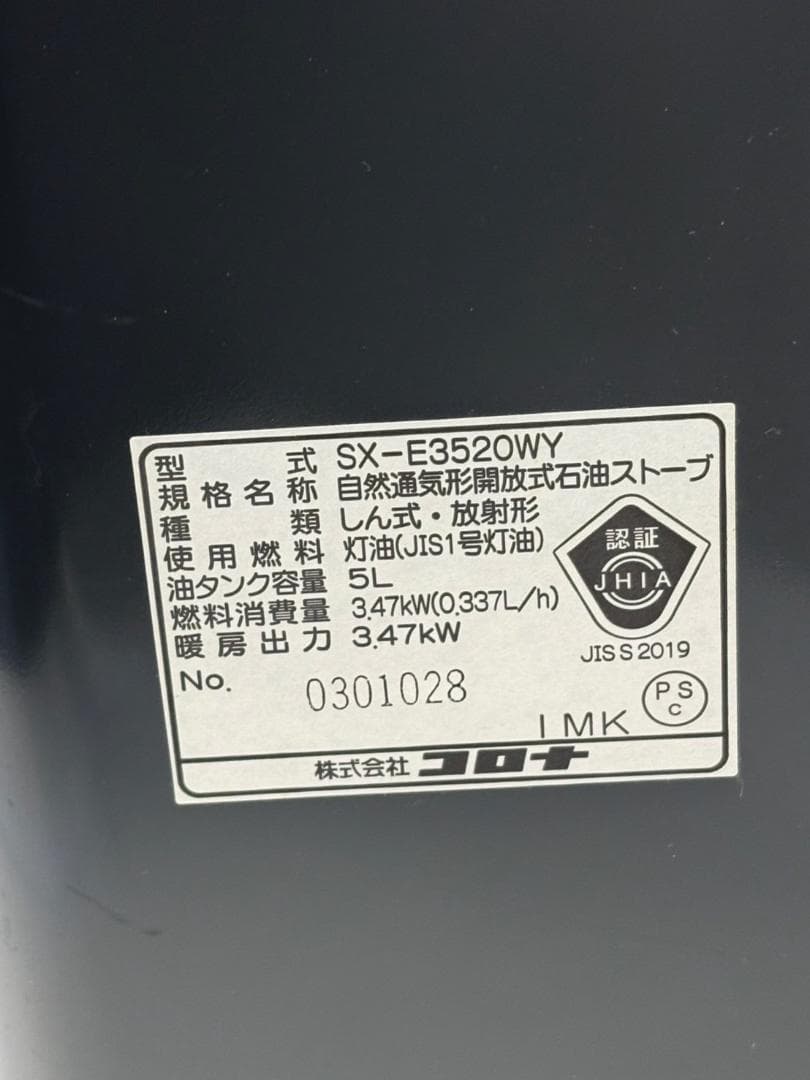 型式 SX-E3520WY
規格名称 自然通気形開放式石油ストーブ
種類 しん式・放射形
使用燃料 灯油(JIS1号灯油)
油タンク容量 5L
燃料消費量 3.47kW(0.337L/h)
暖房出力 3.47kW
認証
JHIA
JIS S 2019
No. 0301028
IMK
PS
C
株式会社 コロナ